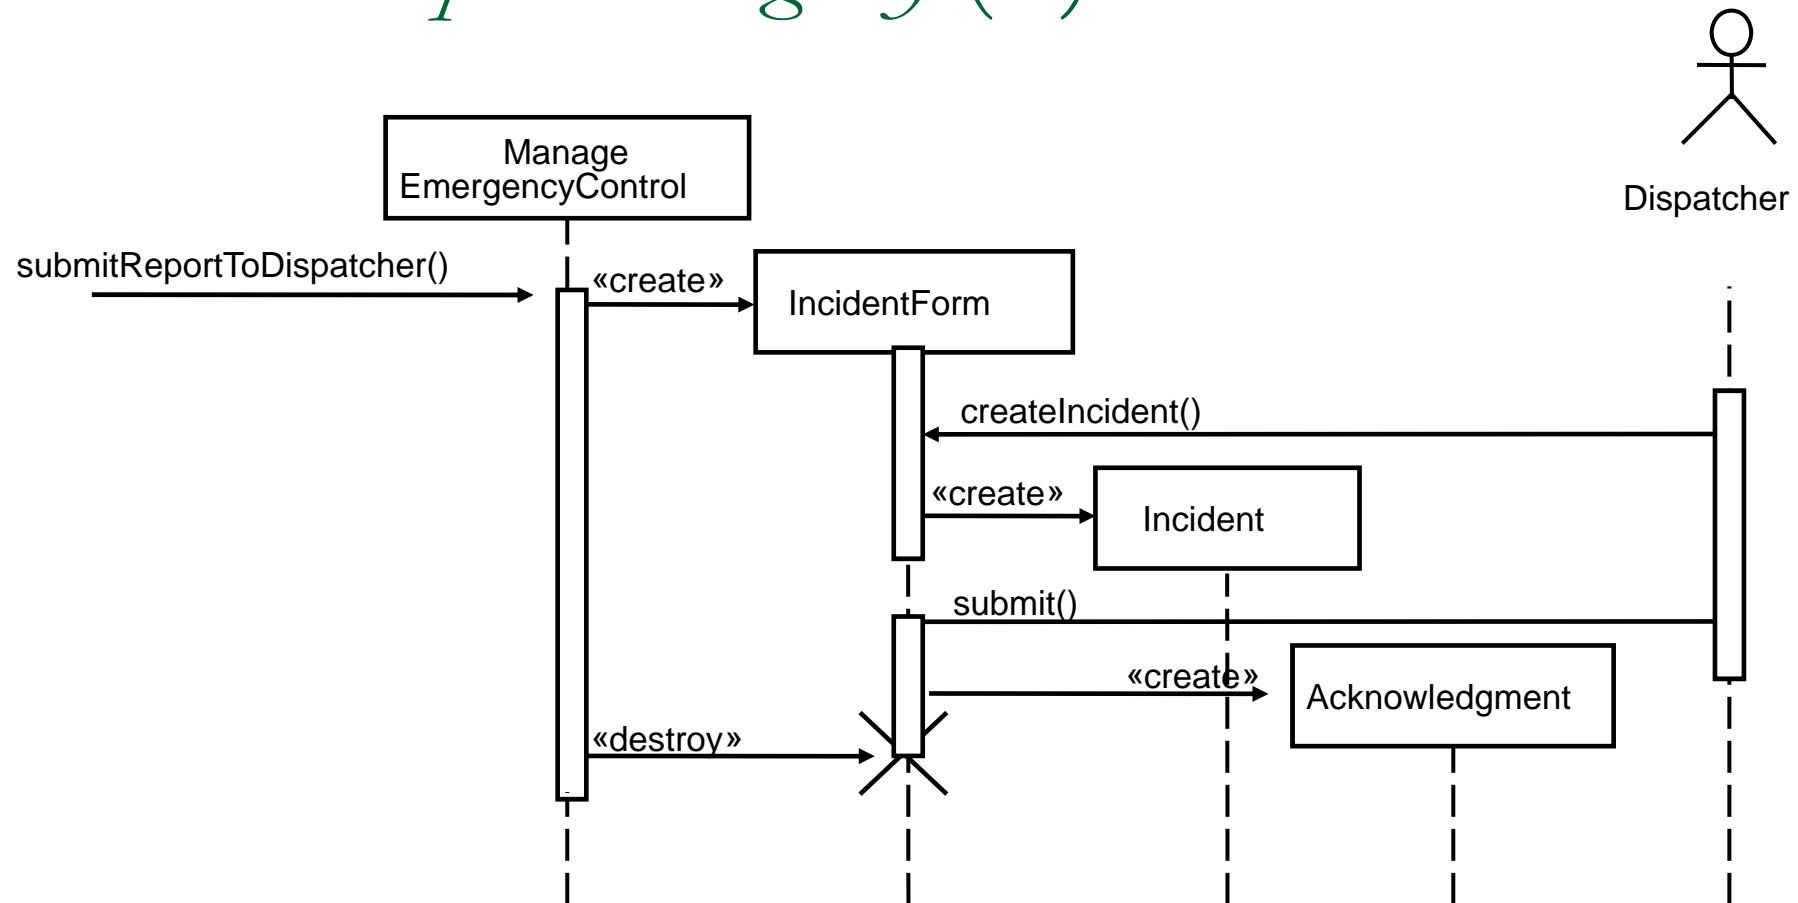 Manage
EmergencyControl
Dispatcher
submitReportToDispatcher()
«create»
IncidentForm
createIncident()
«create»
Incident
submit()
«create»
Acknowledgment
«destroy»